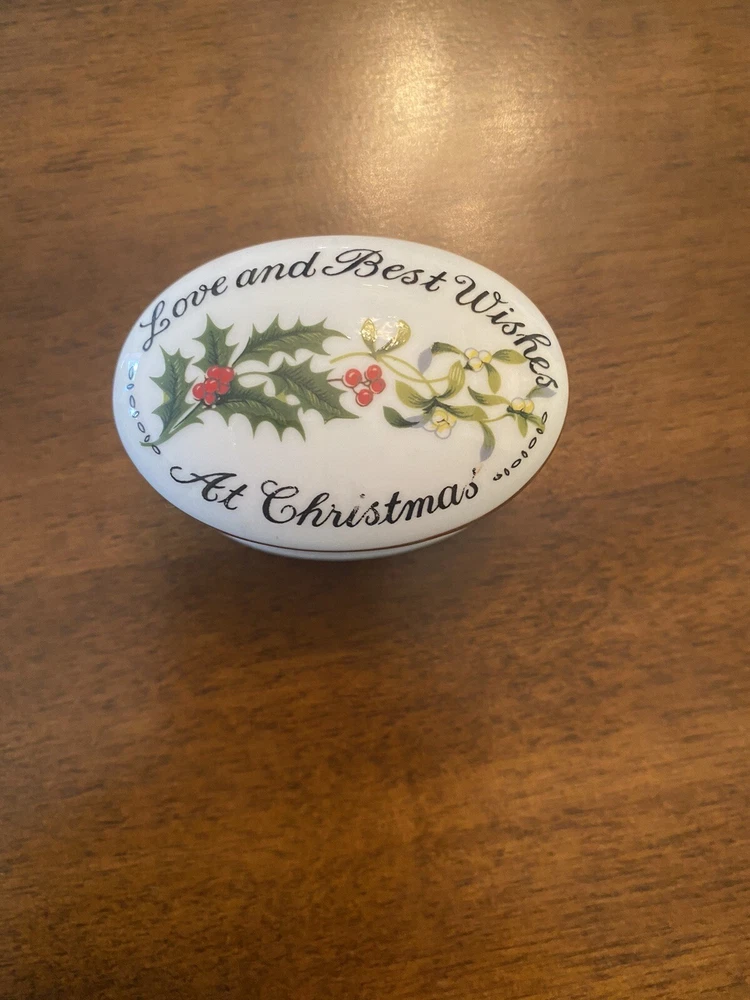 Love and Best Wishes
At Christmas